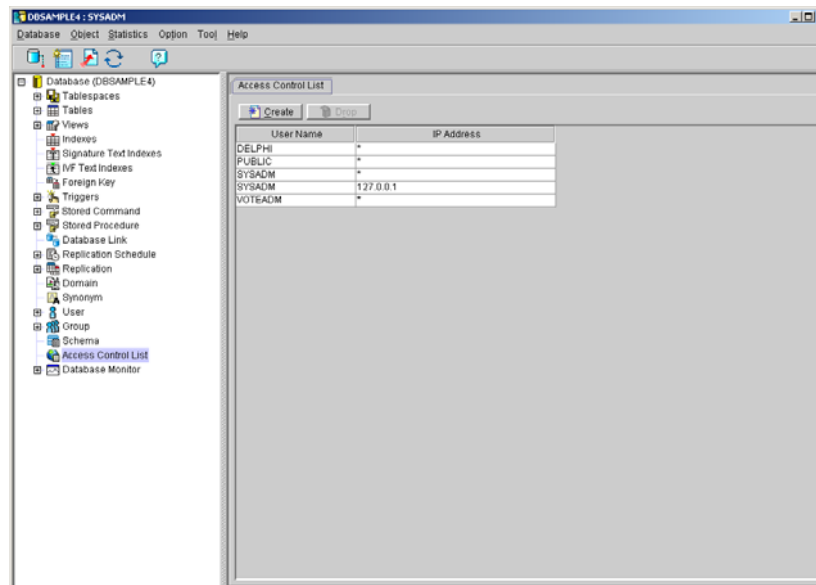 DBSAMPLE4 : SYSADM
Database Object Statistics Option Tool Help
Database (DBSAMPLE4)
Tablespaces
Tables
Views
Indexes
Signature Text Indexes
IVF Text Indexes
Foreign Key
Triggers
Stored Command
Stored Procedure
Database Link
Replication Schedule
Replication
Domain
Synonym
User
Group
Schema
Access Control List
Database Monitor
Access Control List
Create Drop
User Name IP Address
DELPHI *
PUBLIC *
SYSADM *
SYSADM 127.0.0.1
VOTEADM *